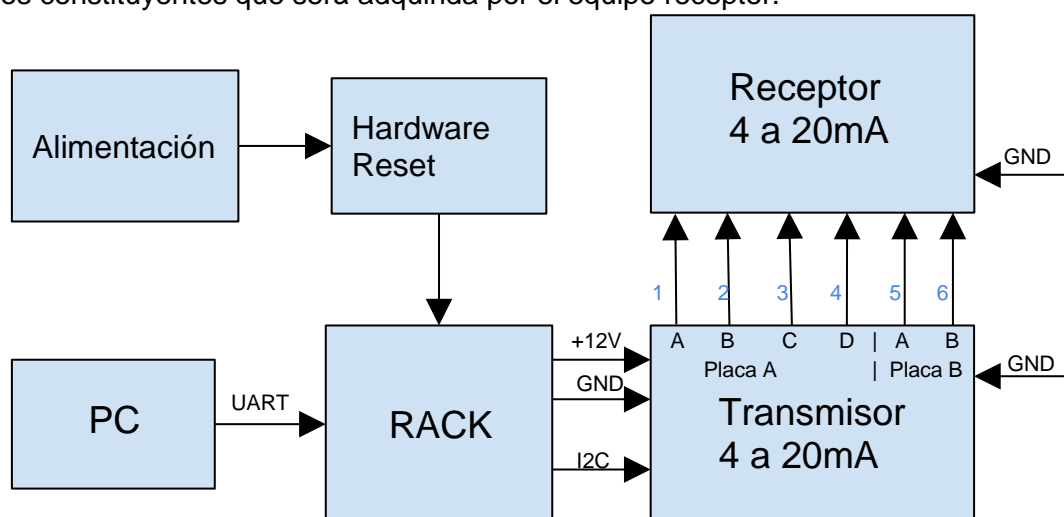 os constituyentes que será adquirida por el equipo receptor.
Alimentación
Hardware
Reset
Receptor
4 a 20mA
GND
1 2 3 4 5 6
A B C D | A B
Placa A | Placa B
+12V
GND
I2C
GND
PC
UART
RACK
Transmisor
4 a 20mA